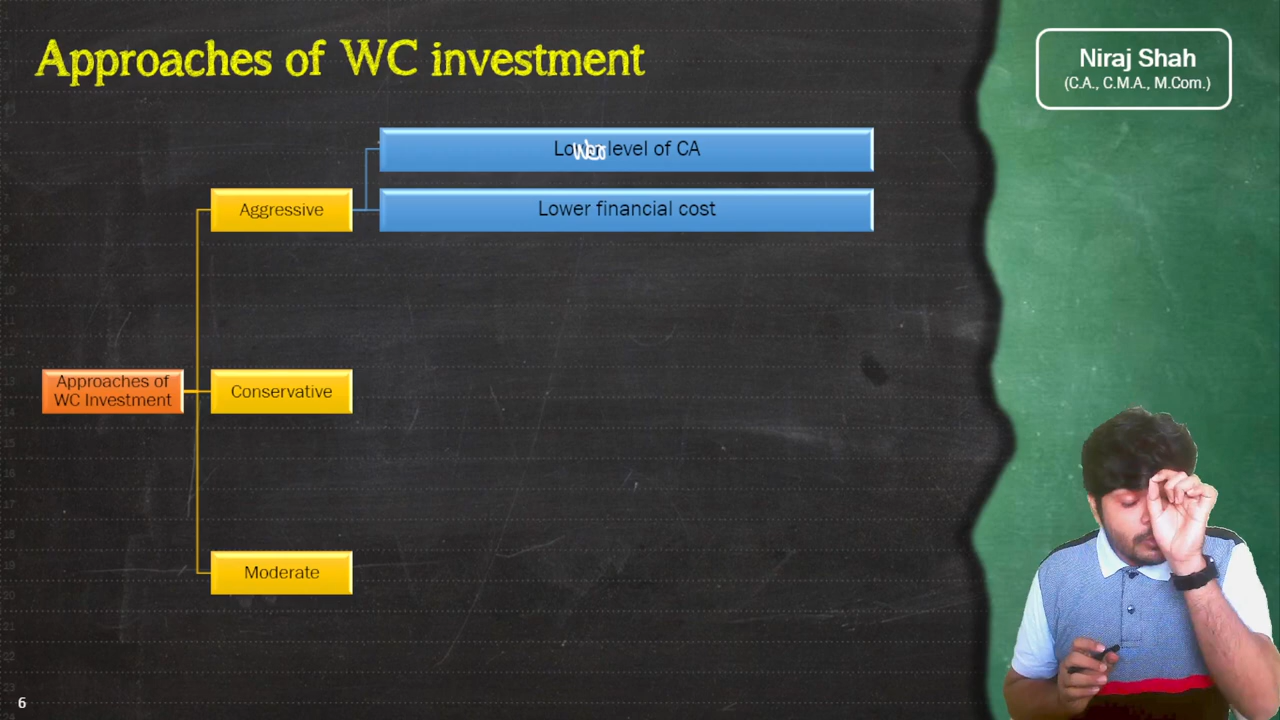 Approaches of WC investment
Niraj Shah
(C.A., C.M.A., M.Com.)
Lower level of CA
Aggressive
Lower financial cost
Approaches of
WC Investment
Conservative
Moderate
6